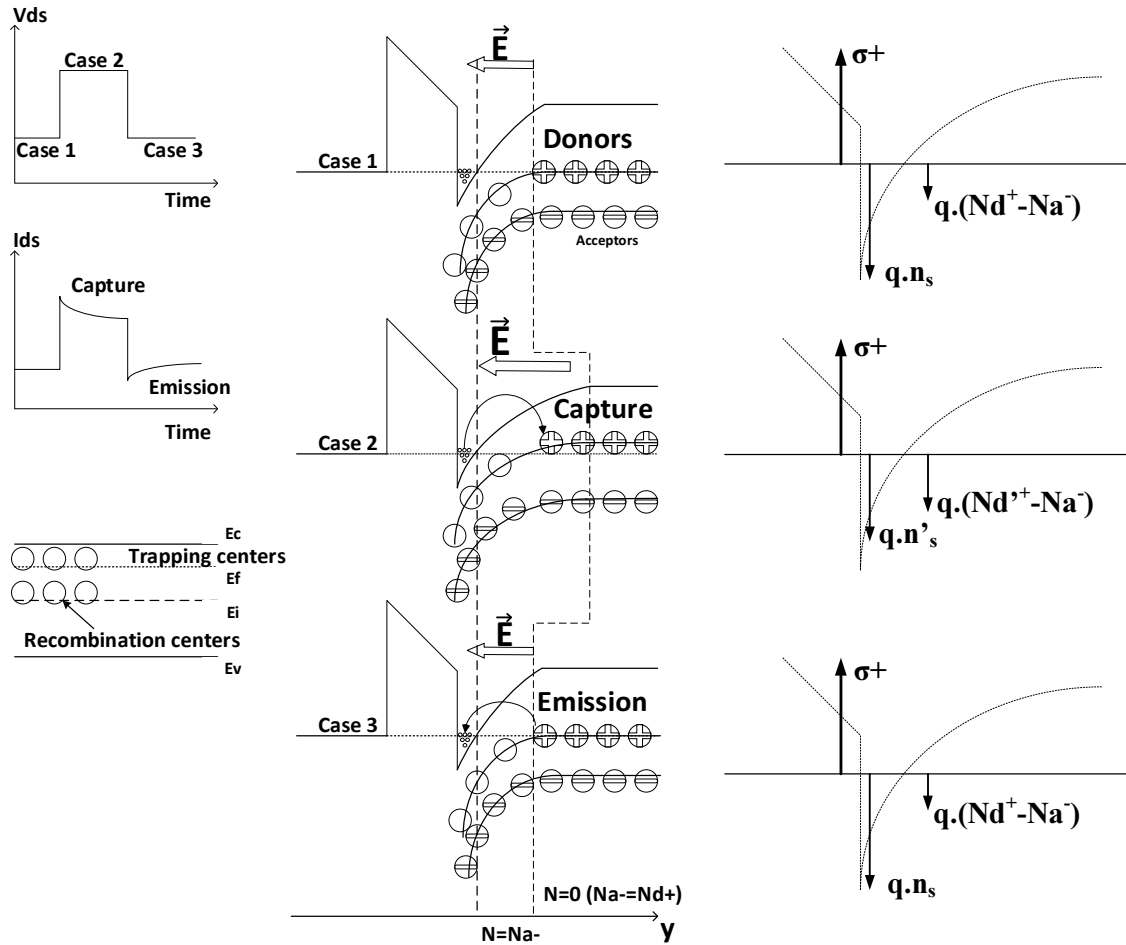 Vds
Case 2
Case 1
Case 3
Time
Ids
Capture
Emission
Time
Ec
Trapping centers
Ef
Ei
Recombination centers
Ev
E
Case 1
Donors
Acceptors
E
Case 2
Capture
E
Case 3
Emission
N=0 (Na-=Nd+)
N=Na-
y
σ+
q.(Nd⁺-Na⁻)
q.nₛ
σ+
q.(Nd’⁺-Na⁻)
q.n’ₛ
σ+
q.(Nd⁺-Na⁻)
q.nₛ